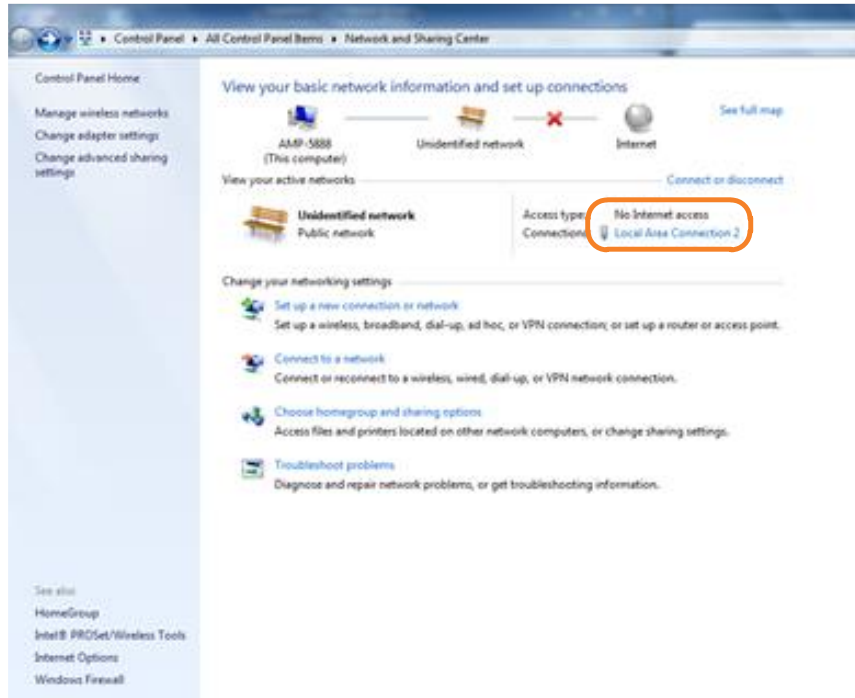 Control Panel ▸ All Control Panel Items ▸ Network and Sharing Center
Control Panel Home
Manage wireless networks
Change adapter settings
Change advanced sharing
settings
View your basic network information and set up connections
See full map
AMP-5888
(This computer)
Unidentified network
Internet
View your active networks
Connect or disconnect
Unidentified network
Public network
Access type: No Internet access
Connections: Local Area Connection 2
Change your networking settings
Set up a new connection or network
Set up a wireless, broadband, dial-up, ad hoc, or VPN connection; or set up a router or access point.
Connect to a network
Connect or reconnect to a wireless, wired, dial-up, or VPN network connection.
Choose homegroup and sharing options
Access files and printers located on other network computers, or change sharing settings.
Troubleshoot problems
Diagnose and repair network problems, or get troubleshooting information.
See also
HomeGroup
Intel® PROSet/Wireless Tools
Internet Options
Windows Firewall